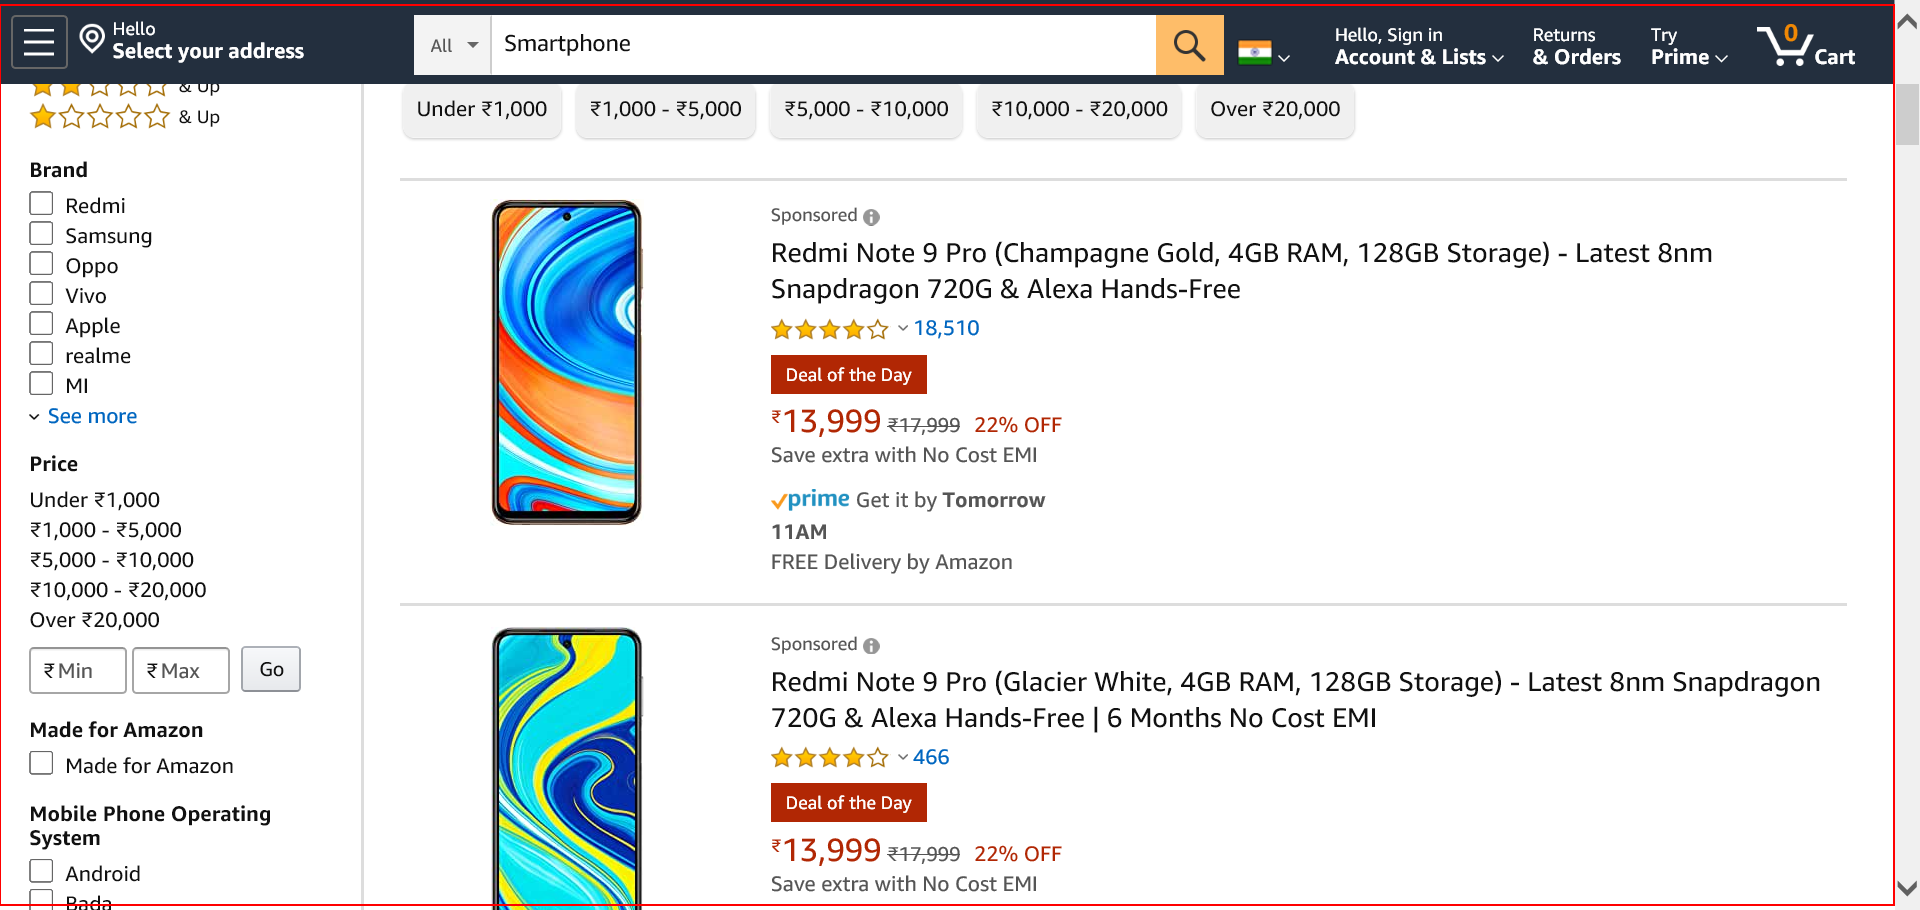 Hello
Select your address
All
Smartphone
Hello, Sign in
Account & Lists
Returns
& Orders
Try
Prime
0
Cart
& Up
& Up
Brand
Redmi
Samsung
Oppo
Vivo
Apple
realme
MI
See more
Price
Under ₹1,000
₹1,000 - ₹5,000
₹5,000 - ₹10,000
₹10,000 - ₹20,000
Over ₹20,000
₹ Min
₹ Max
Go
Made for Amazon
Made for Amazon
Mobile Phone Operating
System
Android
Bada
Under ₹1,000
₹1,000 - ₹5,000
₹5,000 - ₹10,000
₹10,000 - ₹20,000
Over ₹20,000
Sponsored
Redmi Note 9 Pro (Champagne Gold, 4GB RAM, 128GB Storage) - Latest 8nm
Snapdragon 720G & Alexa Hands-Free
18,510
Deal of the Day
₹13,999 ₹17,999 22% OFF
Save extra with No Cost EMI
prime Get it by Tomorrow
11AM
FREE Delivery by Amazon
Sponsored
Redmi Note 9 Pro (Glacier White, 4GB RAM, 128GB Storage) - Latest 8nm Snapdragon
720G & Alexa Hands-Free | 6 Months No Cost EMI
466
Deal of the Day
₹13,999 ₹17,999 22% OFF
Save extra with No Cost EMI